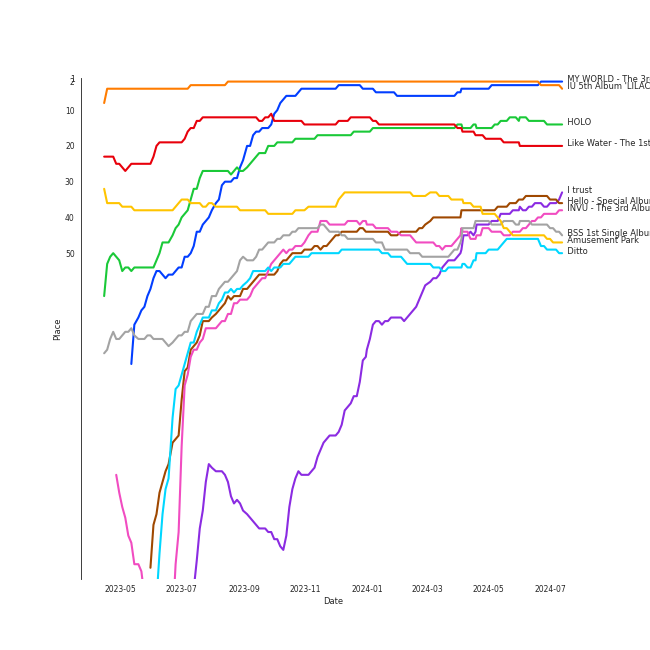 1
2
10
20
30
40
50
Place
MY WORLD - The 3r
IU 5th Album 'LILAC
HOLO
Like Water - The 1st
I trust
Hello - Special Albu
INVU - The 3rd Albu
BSS 1st Single Albu
Amusement Park
Ditto
2023-05 2023-07 2023-09 2023-11 2024-01 2024-03 2024-05 2024-07
Date